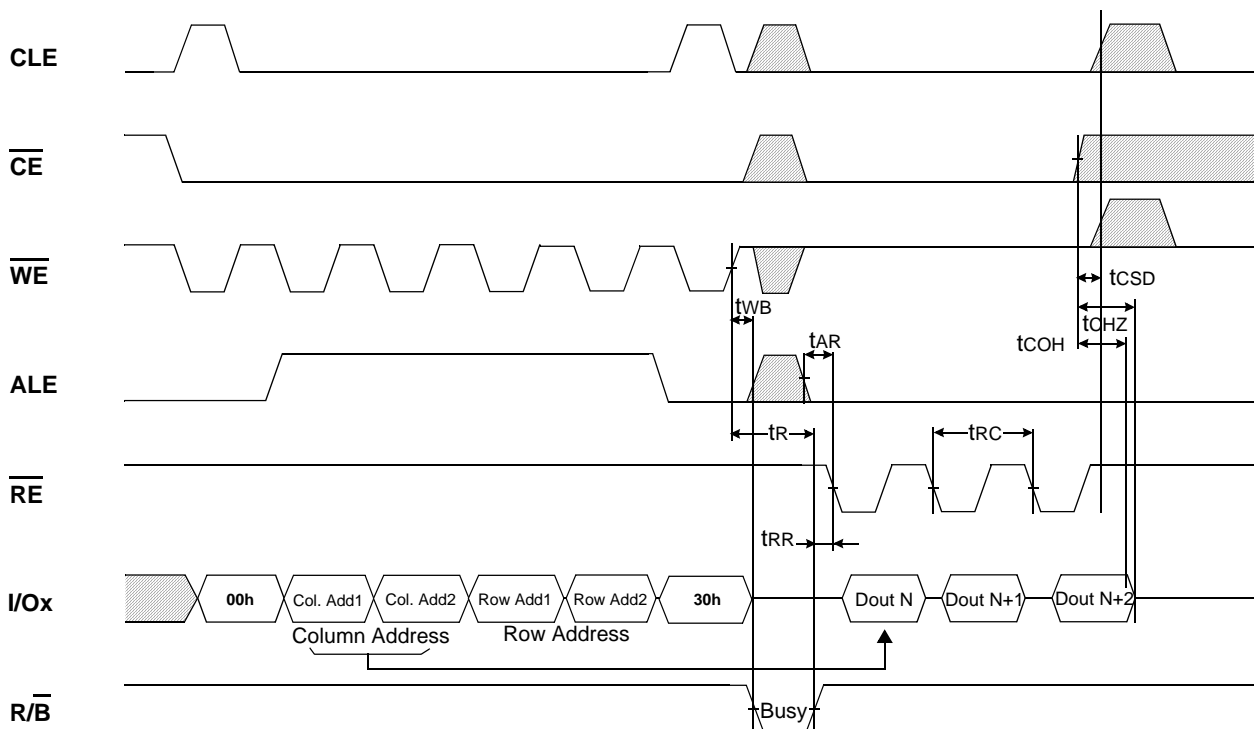 CLE
CE
WE
tCSD
tWB
tCHZ
tAR
tCOH
ALE
tR
tRC
RE
tRR
I/Ox
00h
Col. Add1
Col. Add2
Row Add1
Row Add2
30h
Dout N
Dout N+1
Dout N+2
Column Address
Row Address
R/B
Busy